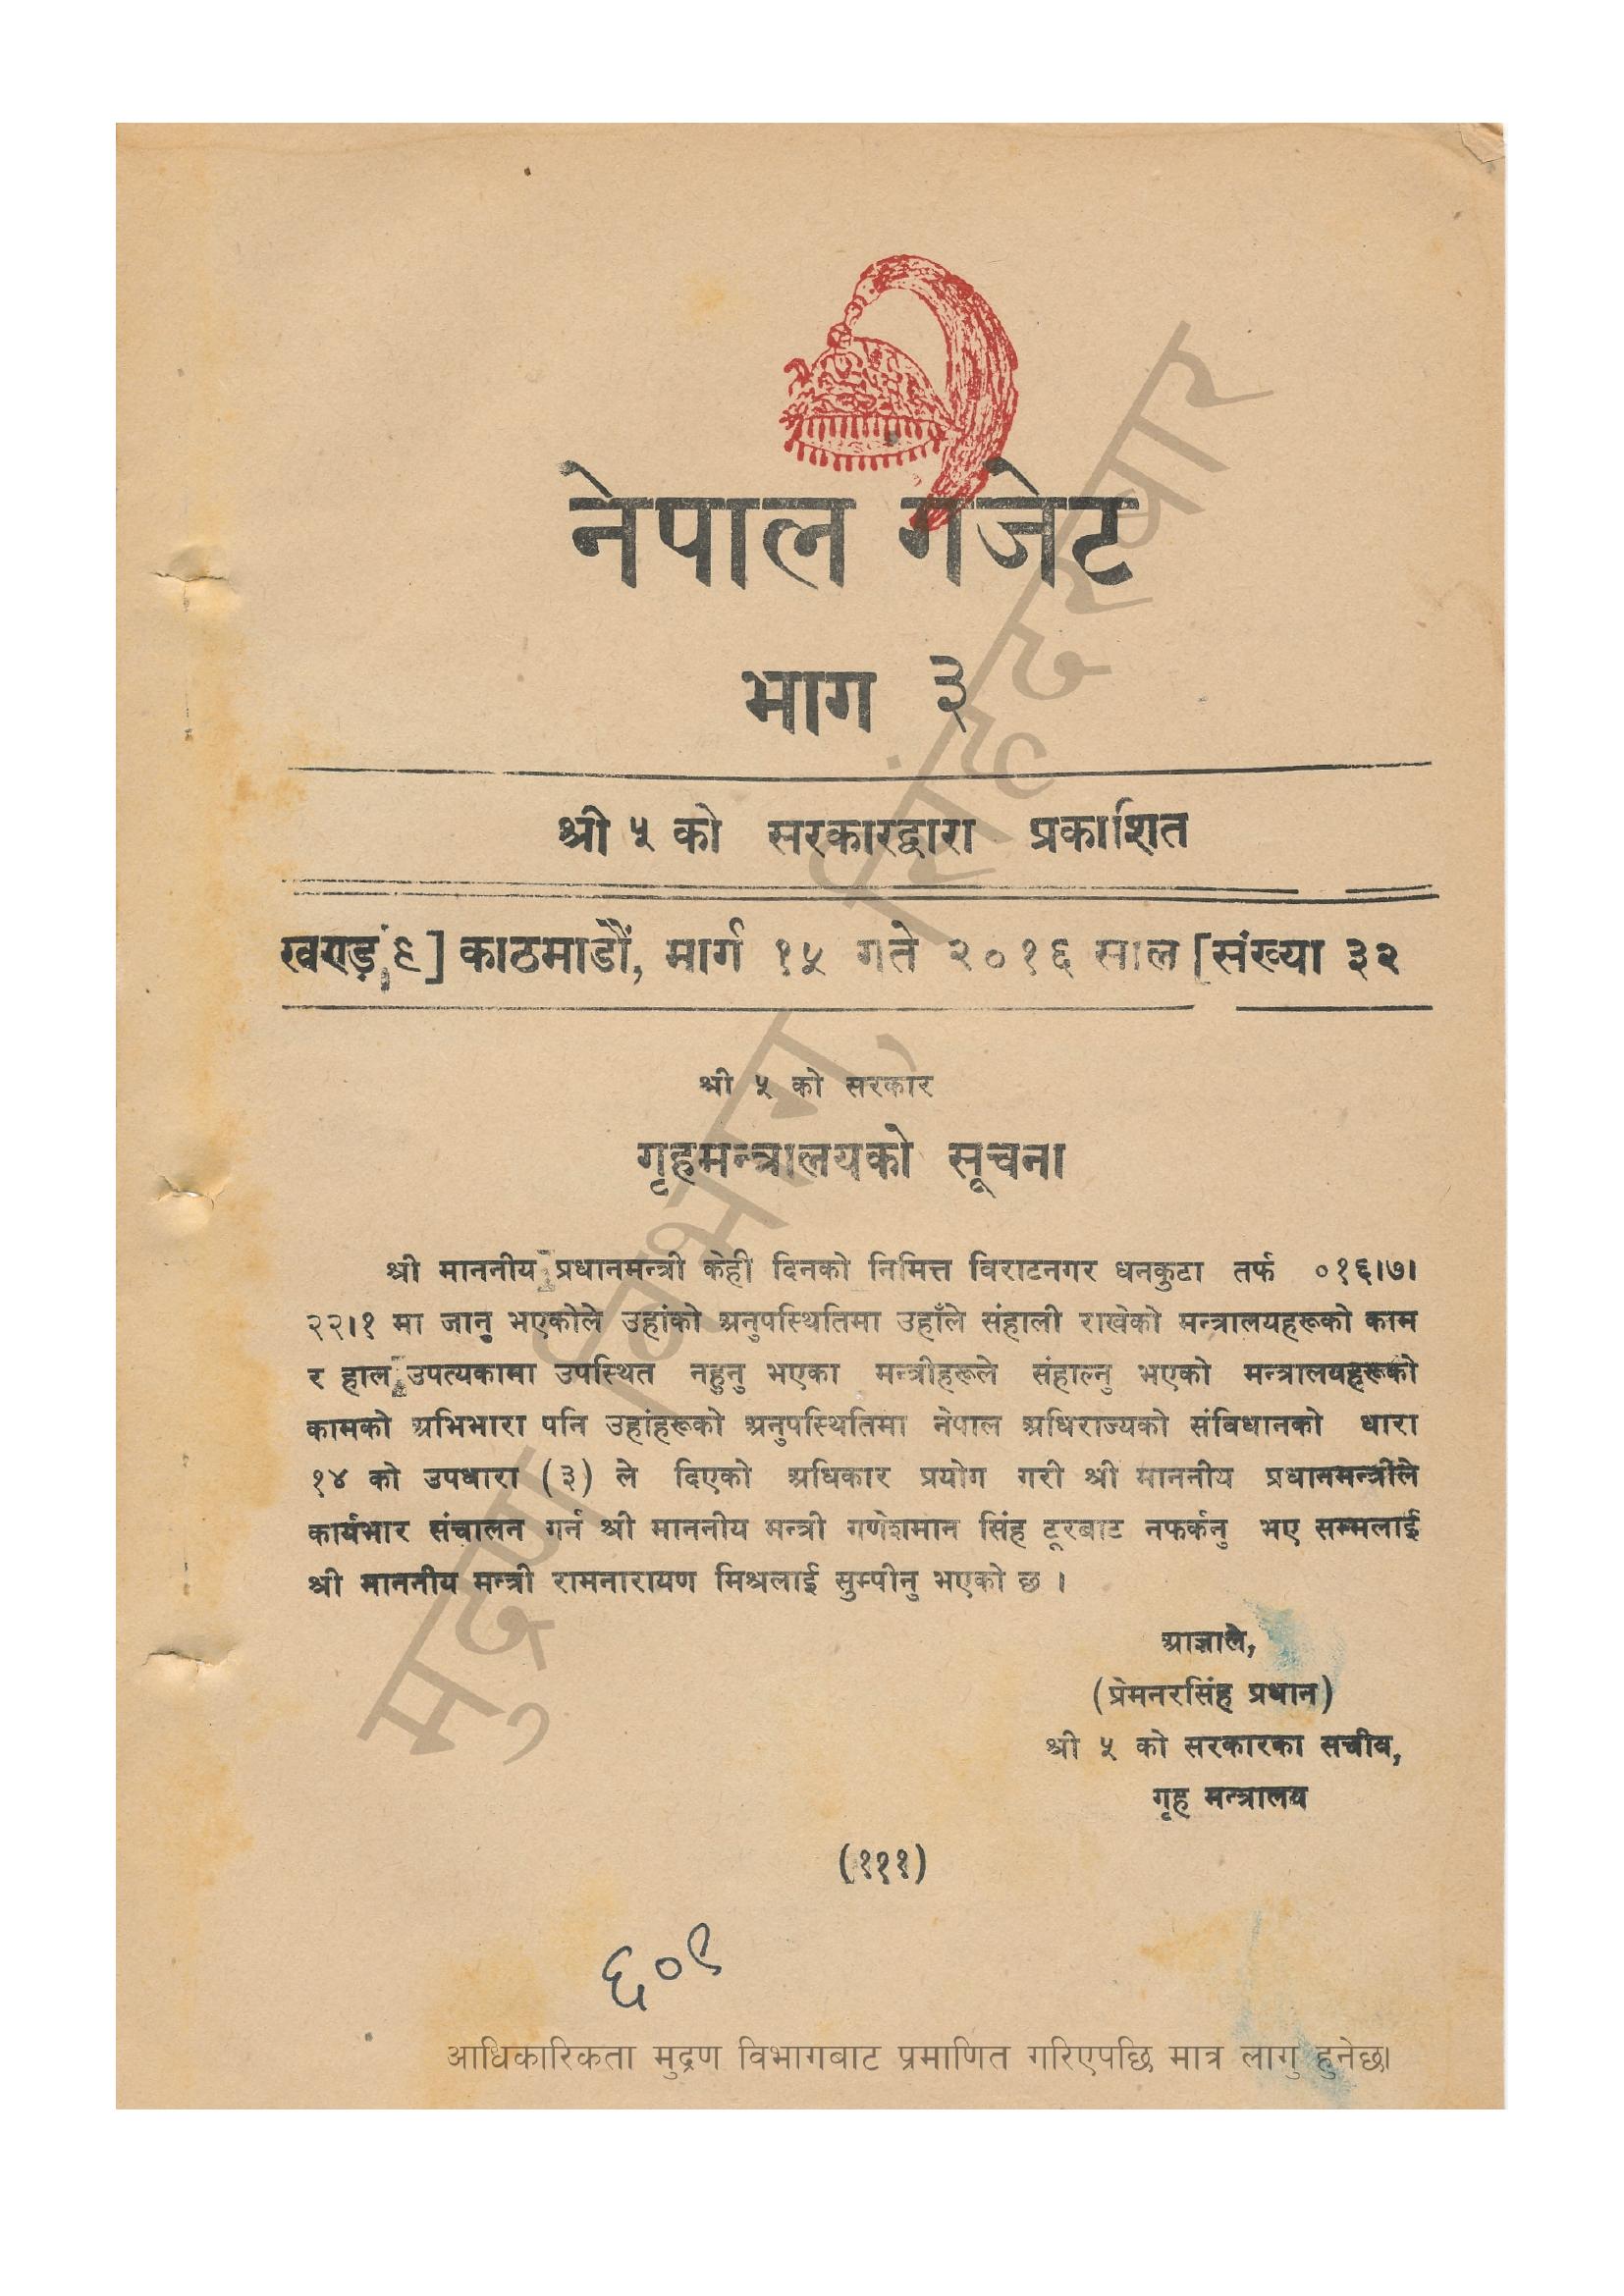 नेपाल गजेट
भाग ३
श्री ५ को सरकारद्वारा प्रकाशित
खण्ड ९] काठमाडौं, मार्ग १५ गते २०१६ साल [संख्या ३२
श्री ५ को सरकार
गृहमन्त्रालयको सूचना
श्री माननीय प्रधानमन्त्री केही दिनको निमित्त विराटनगर धनकुटा तर्फ ०१६।७।
२२।१ मा जानु भएकोले उहांको अनुपस्थितिमा उहाँले संहाली राखेको मन्त्रालयहरूको काम
र हाल उपत्यकामा उपस्थित नहुनु भएका मन्त्रीहरूले संहाल्नु भएको मन्त्रालयहरूको
कामको अभिभारा पनि उहांहरूको अनुपस्थितिमा नेपाल अधिराज्यको संविधानको धारा
१४ को उपधारा (३) ले दिएको अधिकार प्रयोग गरी श्री माननीय प्रधानमन्त्रीले
कार्यभार संचालन गर्न श्री माननीय मन्त्री गणेशमान सिंह टूरबाट नफर्कनु भए सम्मलाई
श्री माननीय मन्त्री रामनारायण मिश्रलाई सुम्पीनु भएको छ ।
आज्ञाले,
(प्रेमनरसिंह प्रधान)
श्री ५ को सरकारका सचीव,
गृह मन्त्रालय
(१११)
६०९
मुद्रण विभाग, सिंहदरबार
आधिकारिकता मुद्रण विभागबाट प्रमाणित गरिएपछि मात्र लागु हुनेछ।